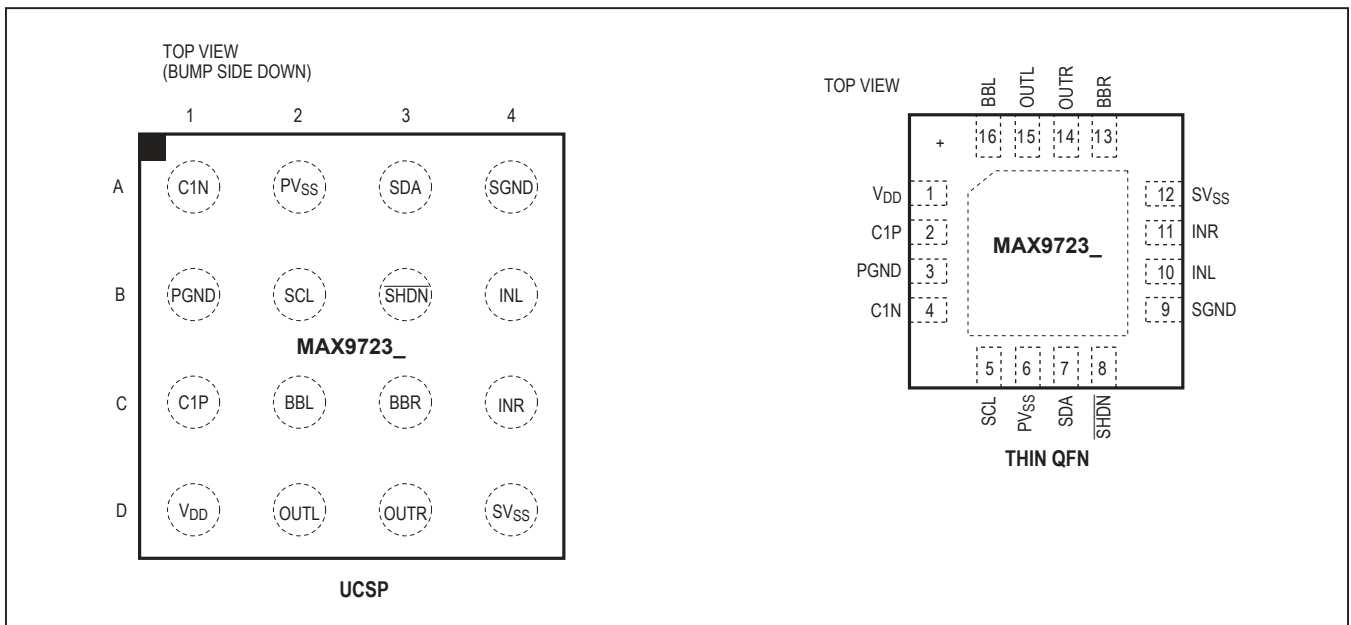 TOP VIEW
(BUMP SIDE DOWN)
1 2 3 4
A C1N PVSS SDA SGND
B PGND SCL SHDN INL
MAX9723_
C C1P BBL BBR INR
D VDD OUTL OUTR SVSS
UCSP
TOP VIEW
BBL OUTL OUTR BBR
+ 16 15 14 13
VDD 1 12 SVSS
C1P 2 11 INR
MAX9723_
PGND 3 10 INL
C1N 4 9 SGND
5 6 7 8
SCL PVSS SDA SHDN
THIN QFN